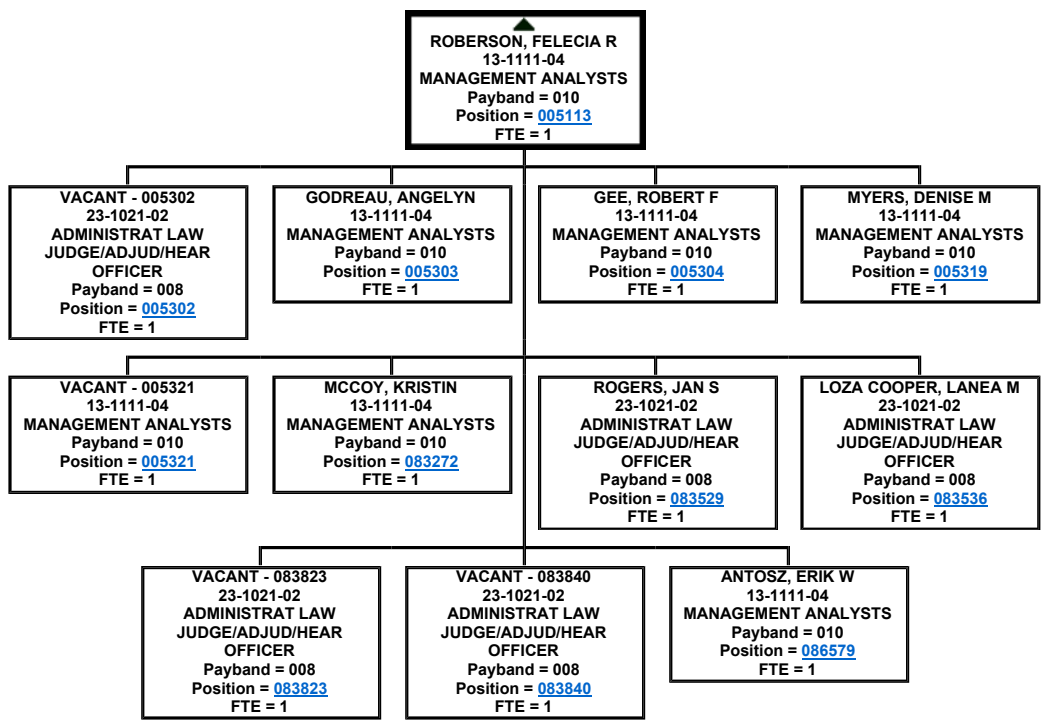 ROBERSON, FELECIA R
13-1111-04
MANAGEMENT ANALYSTS
Payband = 010
Position = 005113
FTE = 1
VACANT - 005302
23-1021-02
ADMINISTRAT LAW
JUDGE/ADJUD/HEAR
OFFICER
Payband = 008
Position = 005302
FTE = 1
GODREAU, ANGELYN
13-1111-04
MANAGEMENT ANALYSTS
Payband = 010
Position = 005303
FTE = 1
GEE, ROBERT F
13-1111-04
MANAGEMENT ANALYSTS
Payband = 010
Position = 005304
FTE = 1
MYERS, DENISE M
13-1111-04
MANAGEMENT ANALYSTS
Payband = 010
Position = 005319
FTE = 1
VACANT - 005321
13-1111-04
MANAGEMENT ANALYSTS
Payband = 010
Position = 005321
FTE = 1
MCCOY, KRISTIN
13-1111-04
MANAGEMENT ANALYSTS
Payband = 010
Position = 083272
FTE = 1
ROGERS, JAN S
23-1021-02
ADMINISTRAT LAW
JUDGE/ADJUD/HEAR
OFFICER
Payband = 008
Position = 083529
FTE = 1
LOZA COOPER, LANEA M
23-1021-02
ADMINISTRAT LAW
JUDGE/ADJUD/HEAR
OFFICER
Payband = 008
Position = 083536
FTE = 1
VACANT - 083823
23-1021-02
ADMINISTRAT LAW
JUDGE/ADJUD/HEAR
OFFICER
Payband = 008
Position = 083823
FTE = 1
VACANT - 083840
23-1021-02
ADMINISTRAT LAW
JUDGE/ADJUD/HEAR
OFFICER
Payband = 008
Position = 083840
FTE = 1
ANTOSZ, ERIK W
13-1111-04
MANAGEMENT ANALYSTS
Payband = 010
Position = 086579
FTE = 1